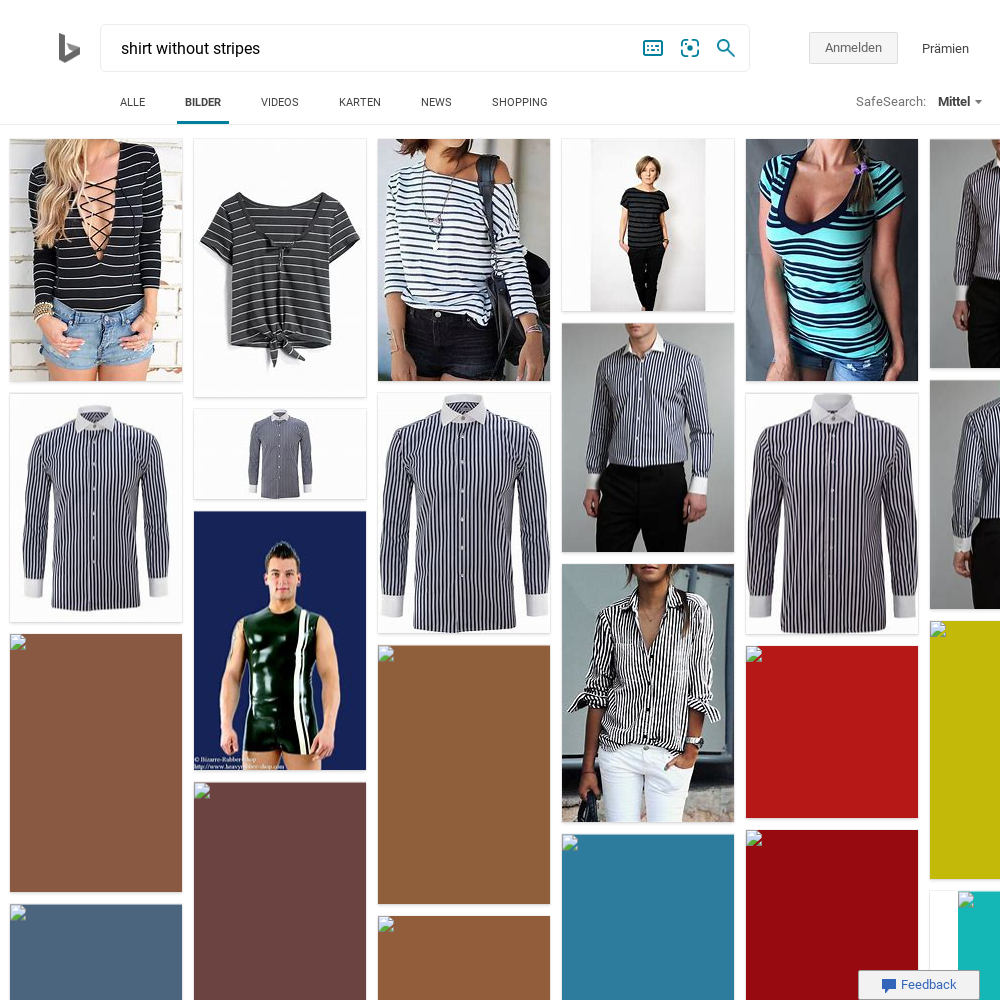 shirt without stripes
Anmelden
Prämien
ALLE
BILDER
VIDEOS
KARTEN
NEWS
SHOPPING
SafeSearch:
Mittel
© Bizarre-Rubber-Shop
http://www.heavyrubber-shop.com
Feedback